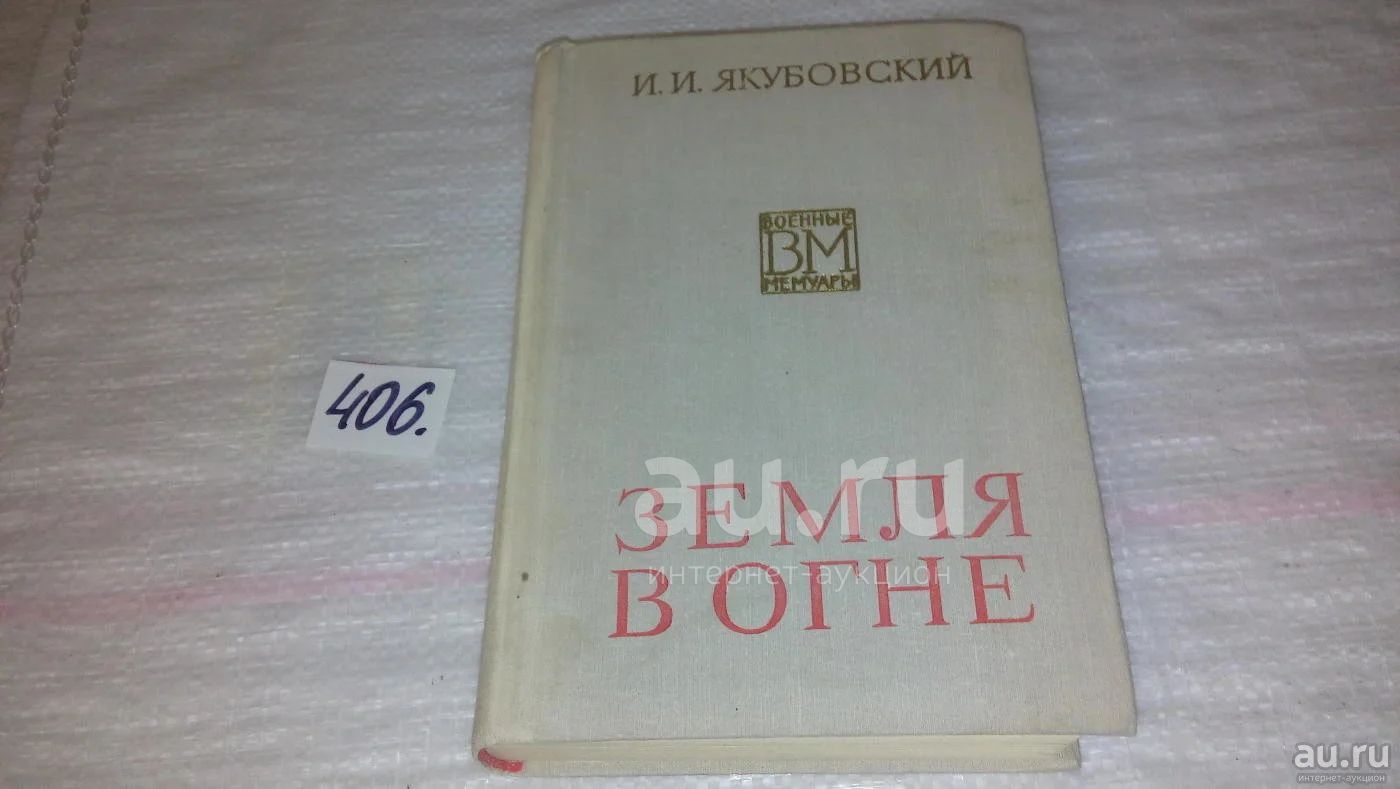 И. И. ЯКУБОВСКИЙ
ВОЕННЫЕ
ВМ
МЕМУАРЫ
406.
au.ru
ЗЕМЛЯ
интернет-аукцион
В ОГНЕ
au.ru
интернет-аукцион